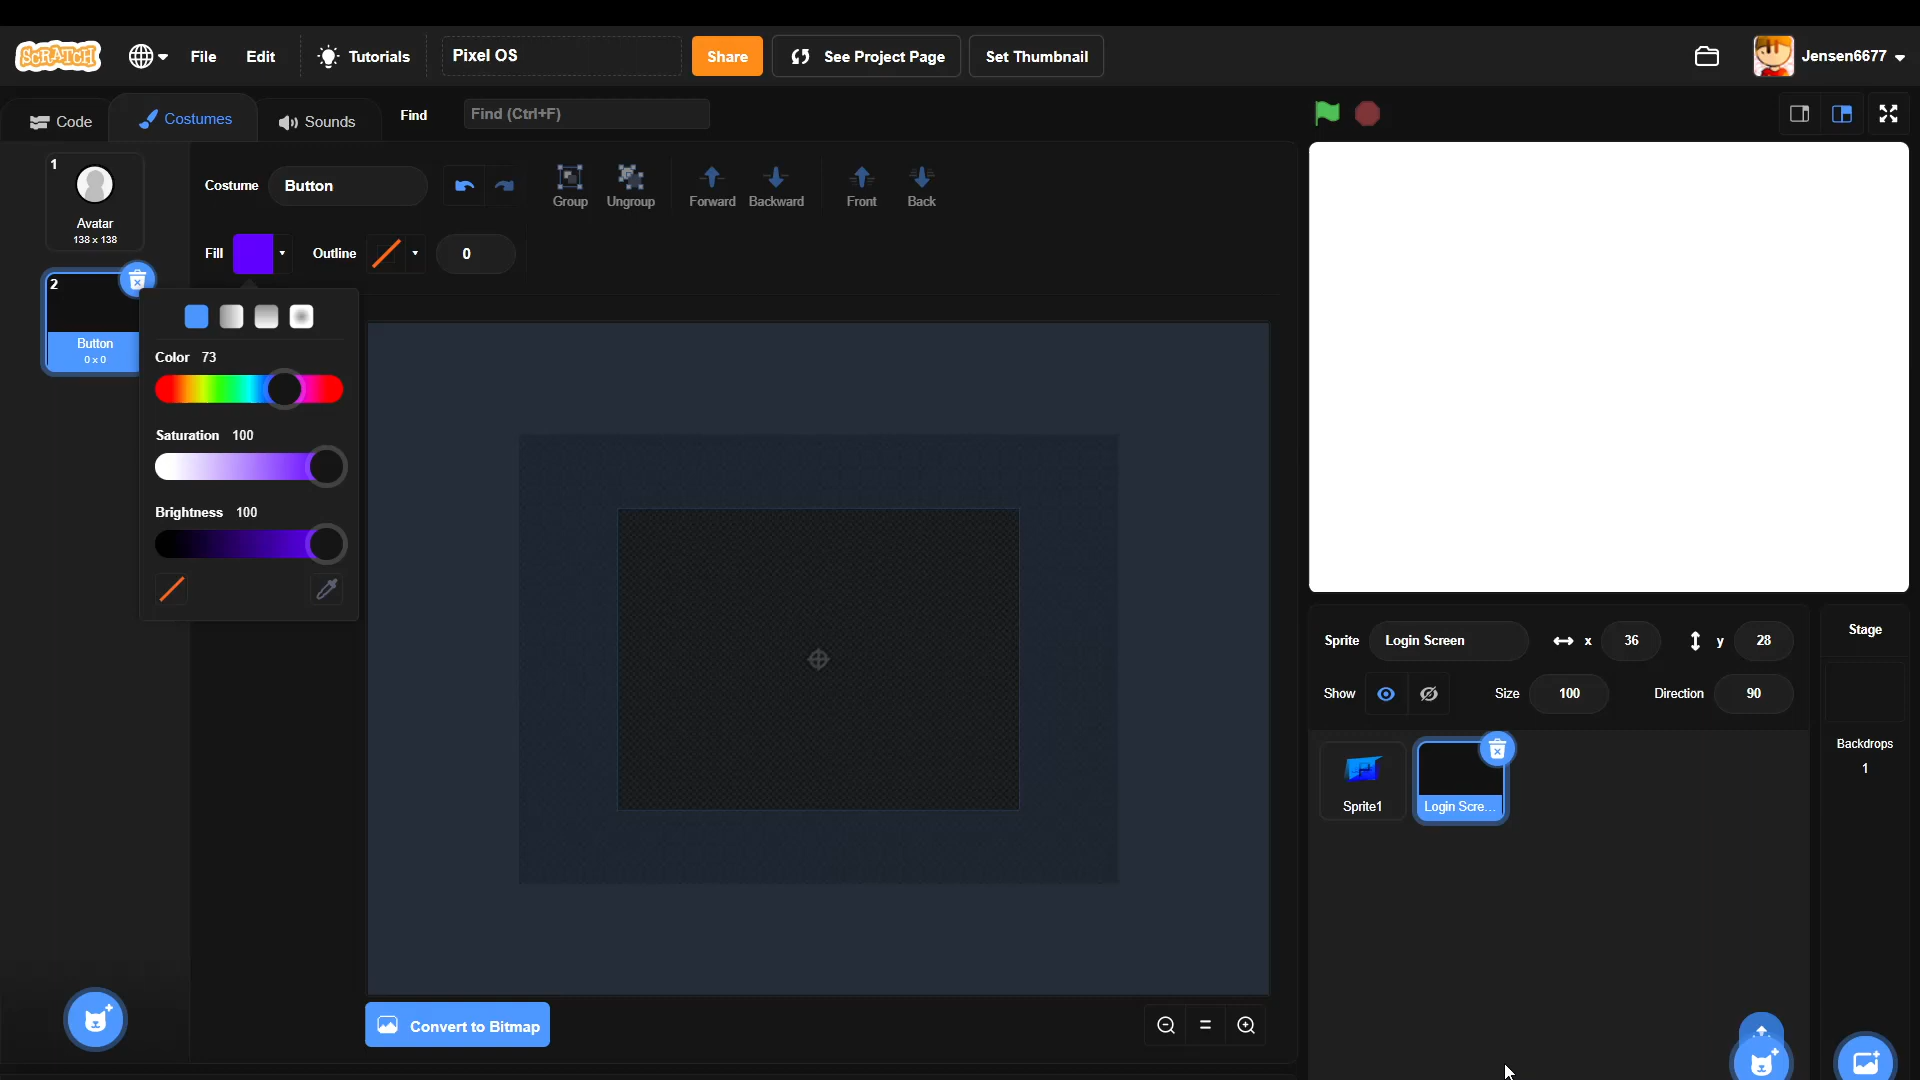 SCRATCH
File
Edit
Tutorials
Pixel OS
Share
See Project Page
Set Thumbnail
Jensen6677
Code
Costumes
Sounds
Find
Find (Ctrl+F)
1
Avatar
138 x 138
2
Button
0 x 0
Costume
Button
Group
Ungroup
Forward
Backward
Front
Back
Fill
Outline
0
Color 73
Saturation 100
Brightness 100
Convert to Bitmap
Sprite
Login Screen
x
36
y
28
Show
Size
100
Direction
90
Sprite1
Login Scre...
Stage
Backdrops
1